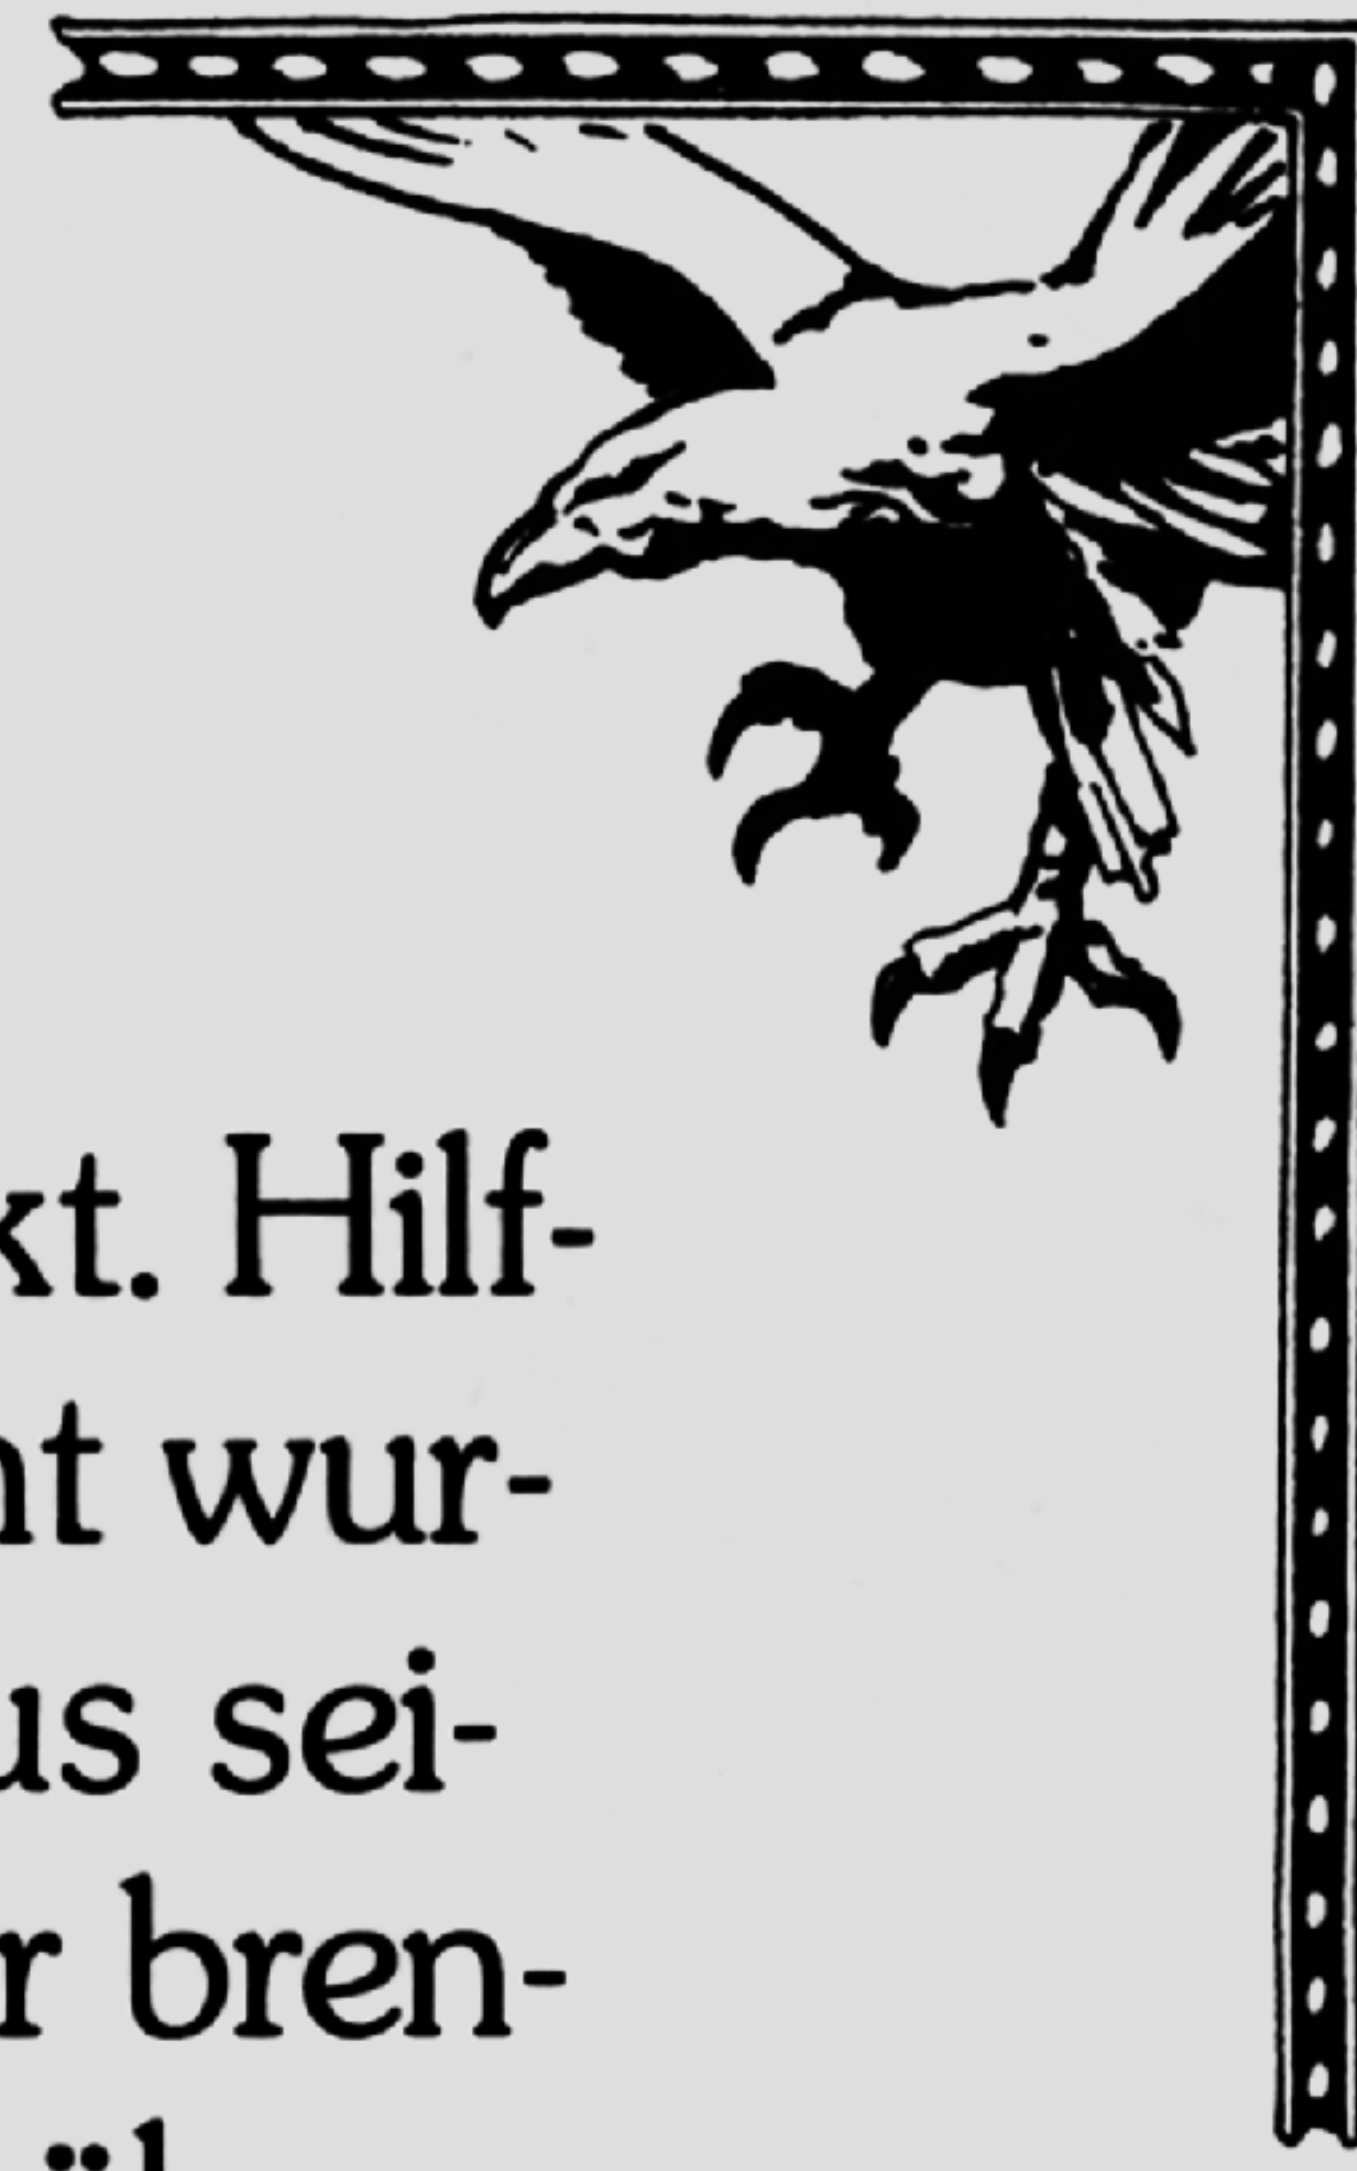 kt. Hilf-
nt wur-
us sei-
r bren-